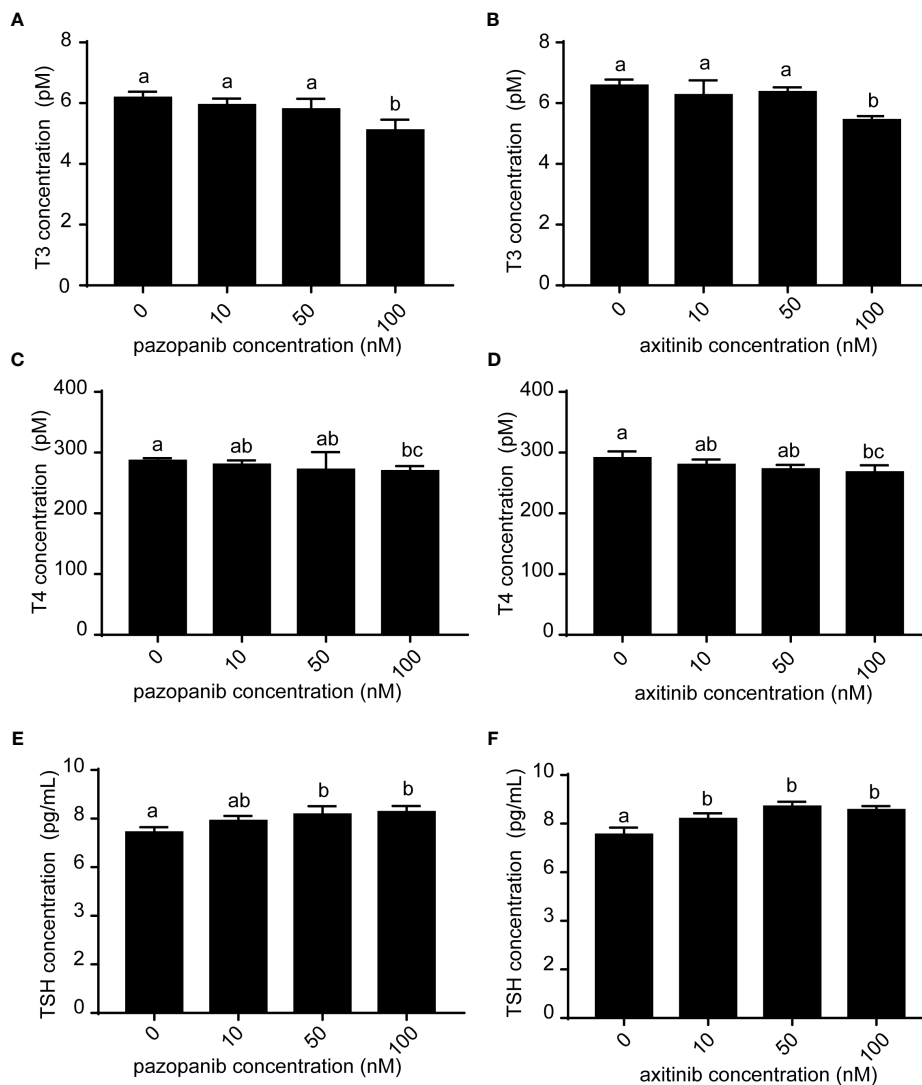 A
8
6
4
2
0
T3 concentration (pM)
a
a
a
b
0
10
50
100
pazopanib concentration (nM)
B
8
6
4
2
0
T3 concentration (pM)
a
a
a
b
0
10
50
100
axitinib concentration (nM)
C
400
300
200
100
0
T4 concentration (pM)
a
ab
ab
bc
0
10
50
100
pazopanib concentration (nM)
D
400
300
200
100
0
T4 concentration (pM)
a
ab
ab
bc
0
10
50
100
axitinib concentration (nM)
E
10
8
6
3
2
0
TSH concentration (pg/mL)
a
ab
b
b
0
10
50
100
pazopanib concentration (nM)
F
10
8
6
3
2
0
TSH concentration (pg/mL)
a
b
b
b
0
10
50
100
axitinib concentration (nM)